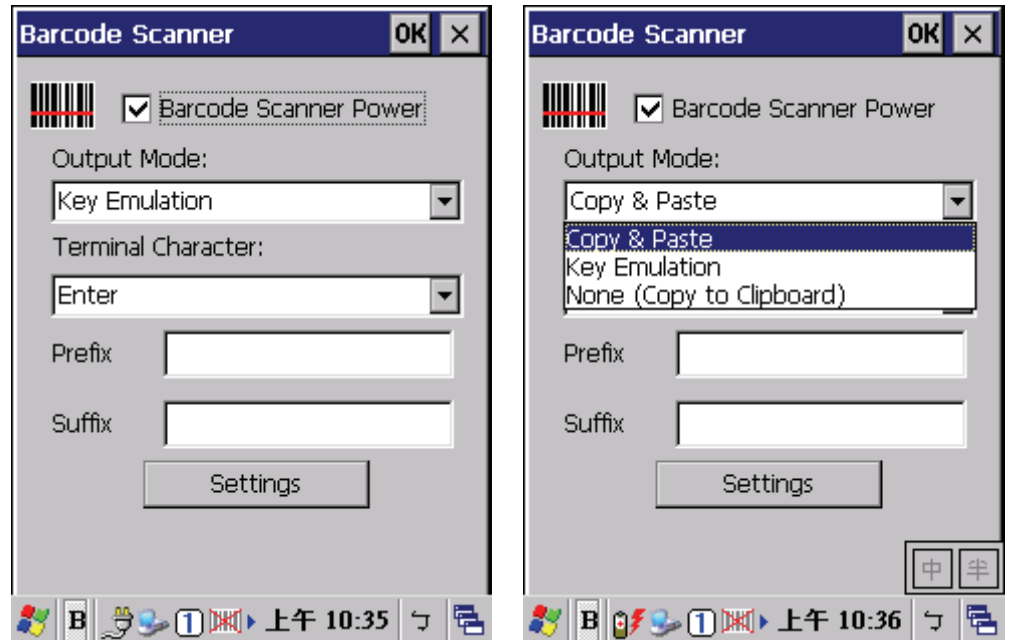 Barcode Scanner OK ×
Barcode Scanner Power
Output Mode:
Key Emulation
Terminal Character:
Enter
Prefix
Suffix
Settings
B 1 上午 10:35 ㄅ
Barcode Scanner OK ×
Barcode Scanner Power
Output Mode:
Copy & Paste
Copy & Paste
Key Emulation
None (Copy to Clipboard)
Prefix
Suffix
Settings
中 半
B 1 上午 10:36 ㄅ